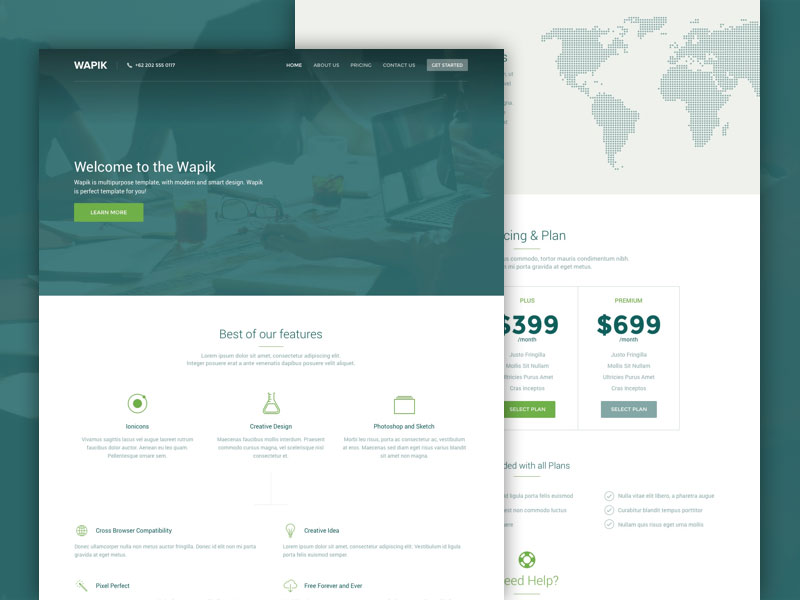 WAPIK
+62 202 555 0117
HOME ABOUT US PRICING CONTACT US GET STARTED
Welcome to the Wapik
Wapik is multipurpose template, with modern and smart design. Wapik
is perfect template for you!
LEARN MORE
Best of our features
Lorem ipsum dolor sit amet, consectetur adipiscing elit.
Integer posuere erat a ante venenatis dapibus posuere velit aliquet.
Ionicons
Vivamus sagittis lacus vel augue laoreet rutrum
faucibus dolor auctor. Aenean eu leo quam.
Pellentesque ornare sem.
Creative Design
Maecenas faucibus mollis interdum. Praesent
commodo cursus magna, vel scelerisque nisl
consectetur et.
Photoshop and Sketch
Morbi leo risus, porta ac consectetur ac, vestibulum
at eros. Maecenas sed diam eget risus varius blandit
sit amet non magna.
Cross Browser Compatibility
Donec ullamcorper nulla non metus auctor fringilla. Donec id elit non mi
porta gravida at eget metus.
Creative Idea
Lorem ipsum dolor sit amet, consectetur adipiscing elit. Vestibulum id
ligula porta felis euismod semper.
Pixel Perfect
Free Forever and Ever
cing & Plan
us commodo, tortor mauris condimentum nibh,
n mi porta gravida at eget metus.
PLUS
$399
/month
Justo Fringilla
Mollis Sit Nullam
Ultricies Purus Amet
Cras Inceptos
SELECT PLAN
PREMIUM
$699
/month
Justo Fringilla
Mollis Sit Nullam
Ultricies Purus Amet
Cras Inceptos
SELECT PLAN
ded with all Plans
d ligula porta felis euismod
est non commodo luctus
ere
Nulla vitae elit libero, a pharetra augue
Curabitur blandit tempus porttitor
Nullam quis risus eget urna mollis
eed Help?